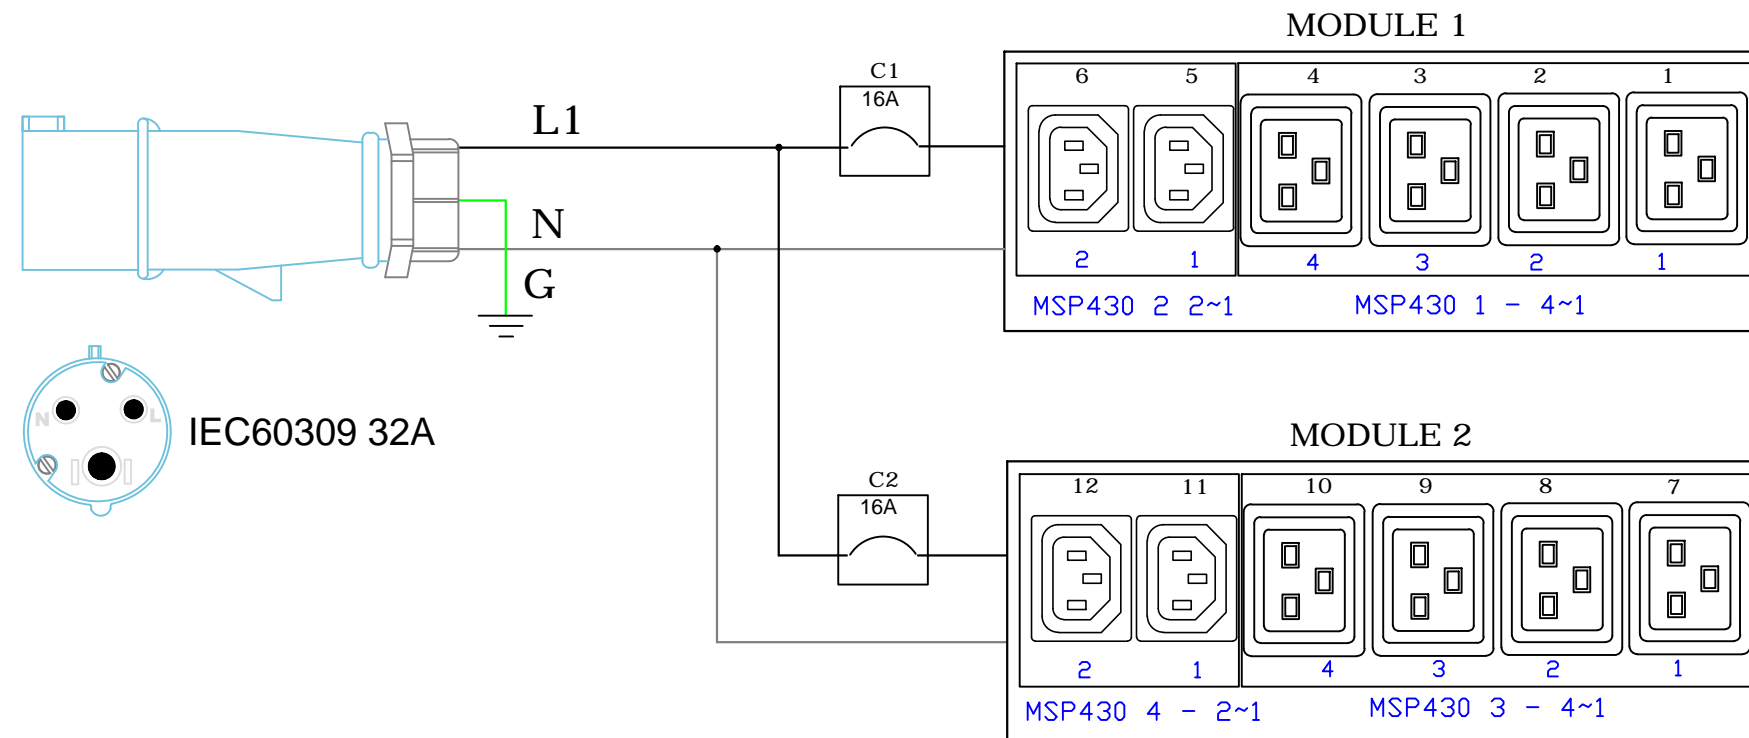 MODULE 1
C1
16A
6 5 4 3 2 1
L1
N
G
2 1 4 3 2 1
MSP430 2 2~1 MSP430 1 - 4~1
N L
IEC60309 32A
MODULE 2
C2
16A
12 11 10 9 8 7
2 1 4 3 2 1
MSP430 4 - 2~1 MSP430 3 - 4~1